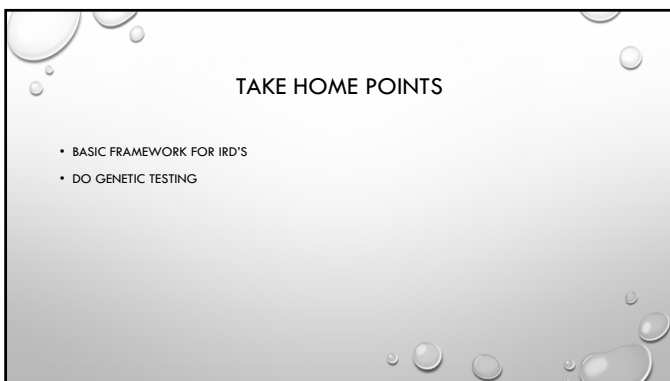 TAKE HOME POINTS
• BASIC FRAMEWORK FOR IRD'S
• DO GENETIC TESTING